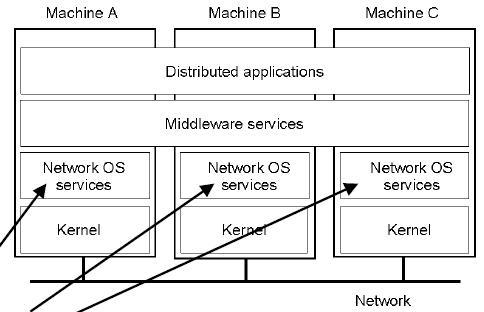 Machine A
Machine B
Machine C
Distributed applications
Middleware services
Network OS
services
Network OS
services
Network OS
services
Kernel
Kernel
Kernel
Network